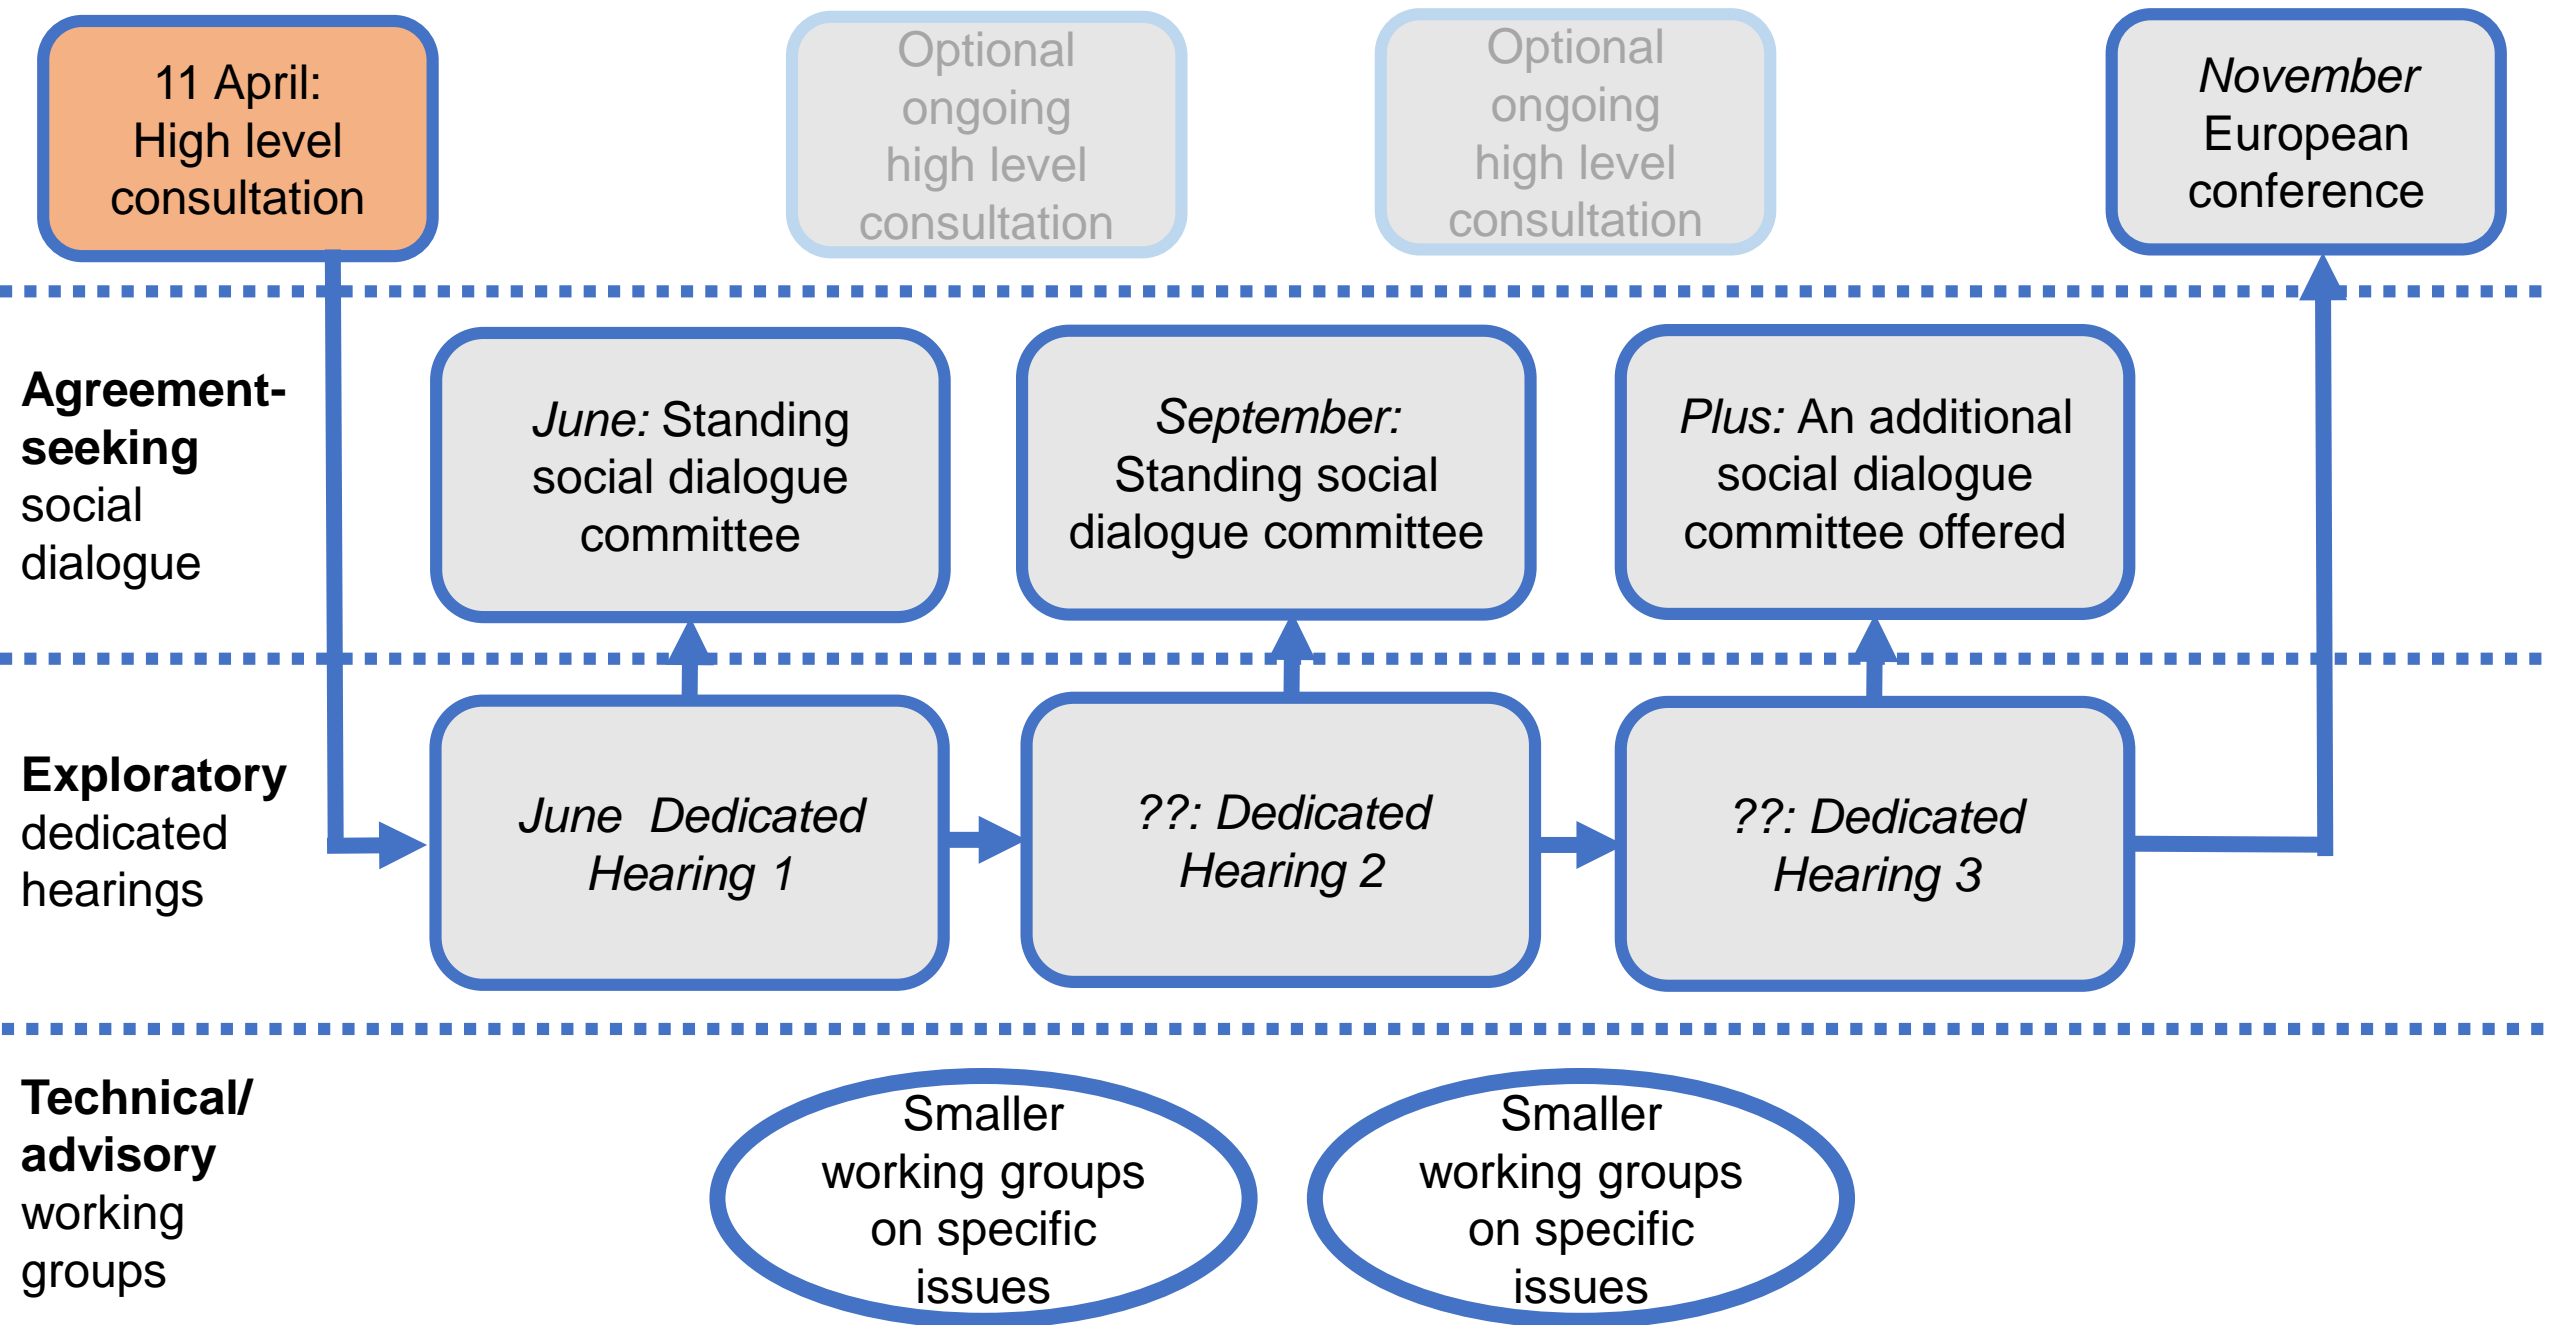 11 April:
High level
consultation
Optional
ongoing
high level
consultation
Optional
ongoing
high level
consultation
November
European
conference
Agreement-
seeking
social
dialogue
June: Standing
social dialogue
committee
September:
Standing social
dialogue committee
Plus: An additional
social dialogue
committee offered
Exploratory
dedicated
hearings
June  Dedicated
Hearing 1
??: Dedicated
Hearing 2
??: Dedicated
Hearing 3
Technical/
advisory
working
groups
Smaller
working groups
on specific
issues
Smaller
working groups
on specific
issues